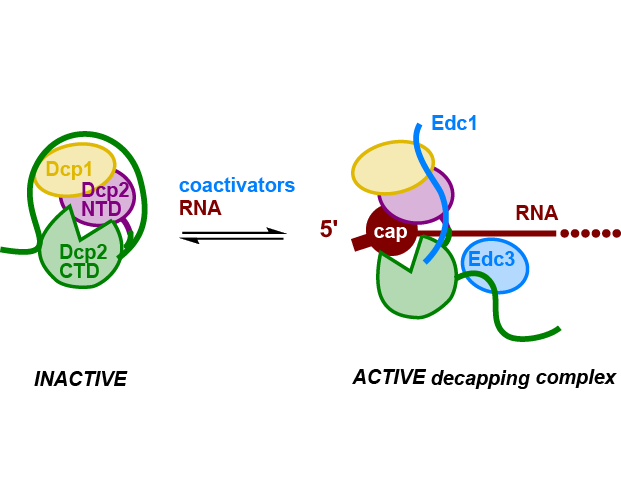 Dcp1
Dcp2
NTD
Dcp2
CTD
INACTIVE
coactivators
RNA
Edc1
5'
cap
RNA
Edc3
ACTIVE decapping complex